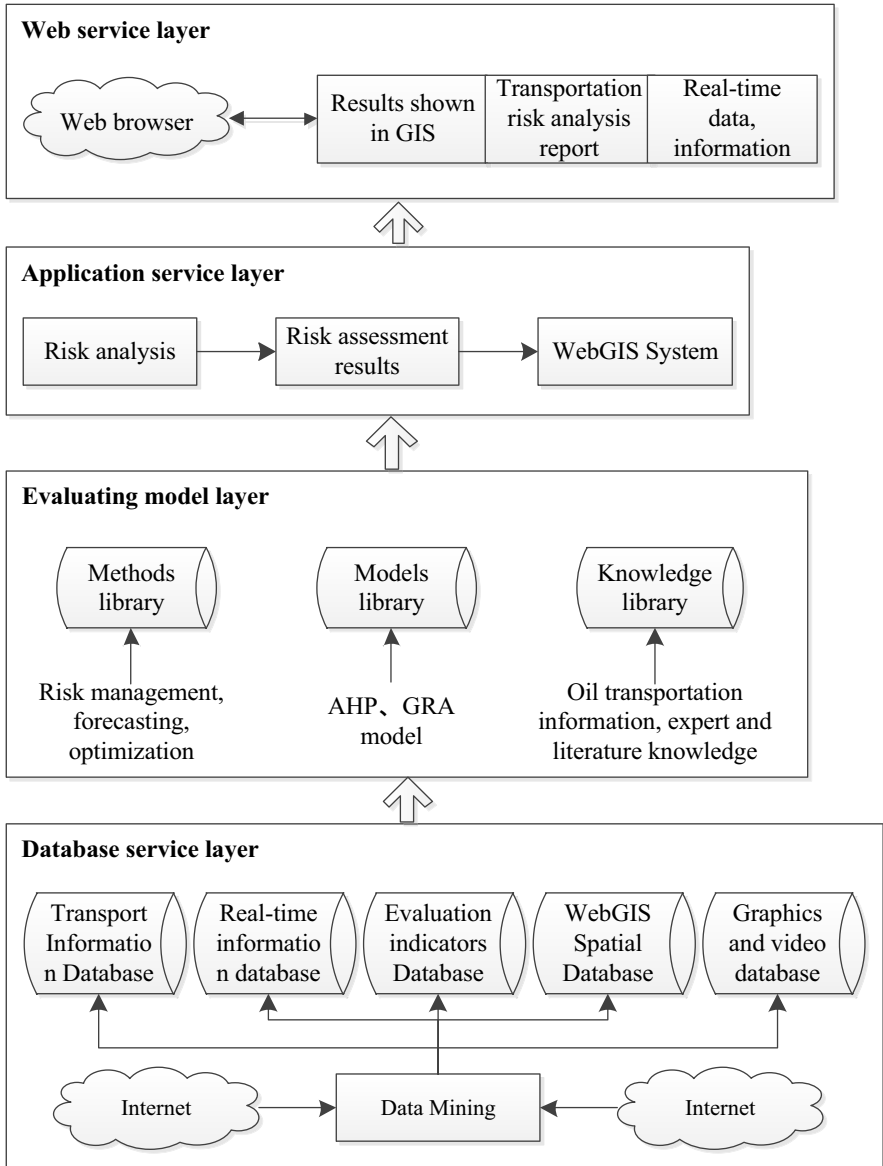 Web service layer
Web browser
Results shown
in GIS
Transportation
risk analysis
report
Real-time
data,
information
Application service layer
Risk analysis
Risk assessment
results
WebGIS System
Evaluating model layer
Methods
library
Models
library
Knowledge
library
Risk management,
forecasting,
optimization
AHP、GRA
model
Oil transportation
information, expert and
literature knowledge
Database service layer
Transport
Informatio
n Database
Real-time
informatio
n database
Evaluation
indicators
Database
WebGIS
Spatial
Database
Graphics
and video
database
Internet
Data Mining
Internet